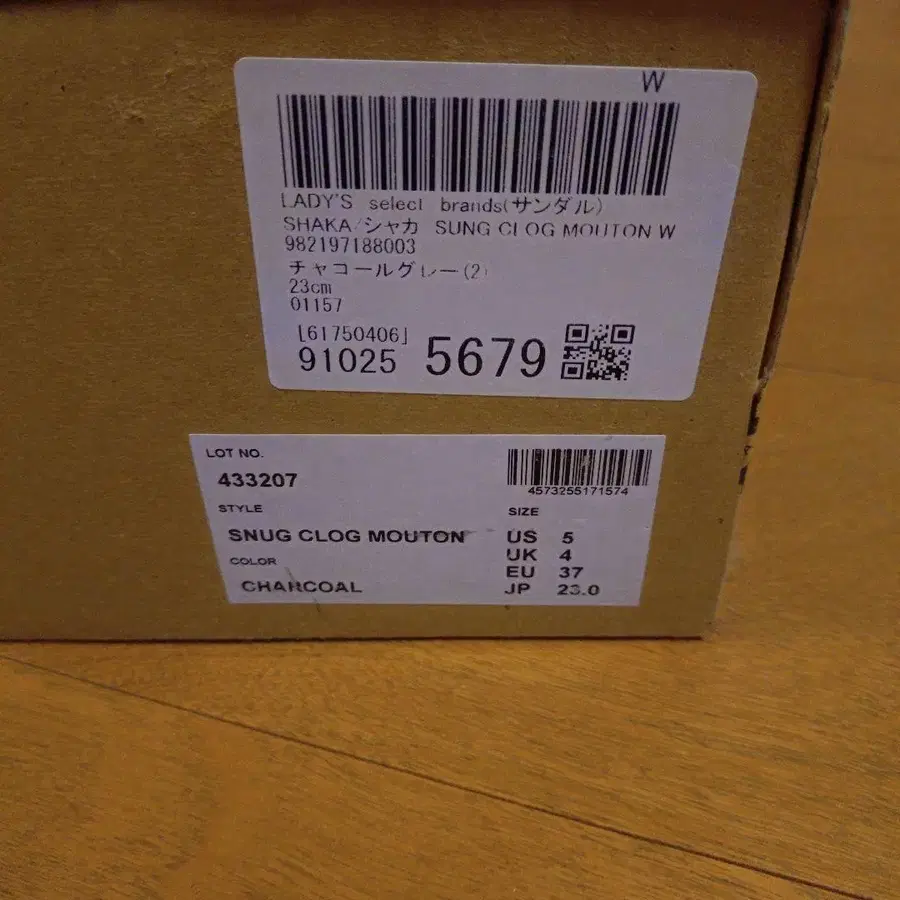 W
LADY'S select brands(サンダル)
SHAKA/シャカ SUNG CLOG MOUTON W
982197188003
チャコールグレー(2)
23cm
01157
[61750406]
91025 5679
LOT NO.
433207
4573255171574
STYLE
SIZE
SNUG CLOG MOUTON
US 5
UK 4
COLOR
EU 37
CHARCOAL
JP 23.0